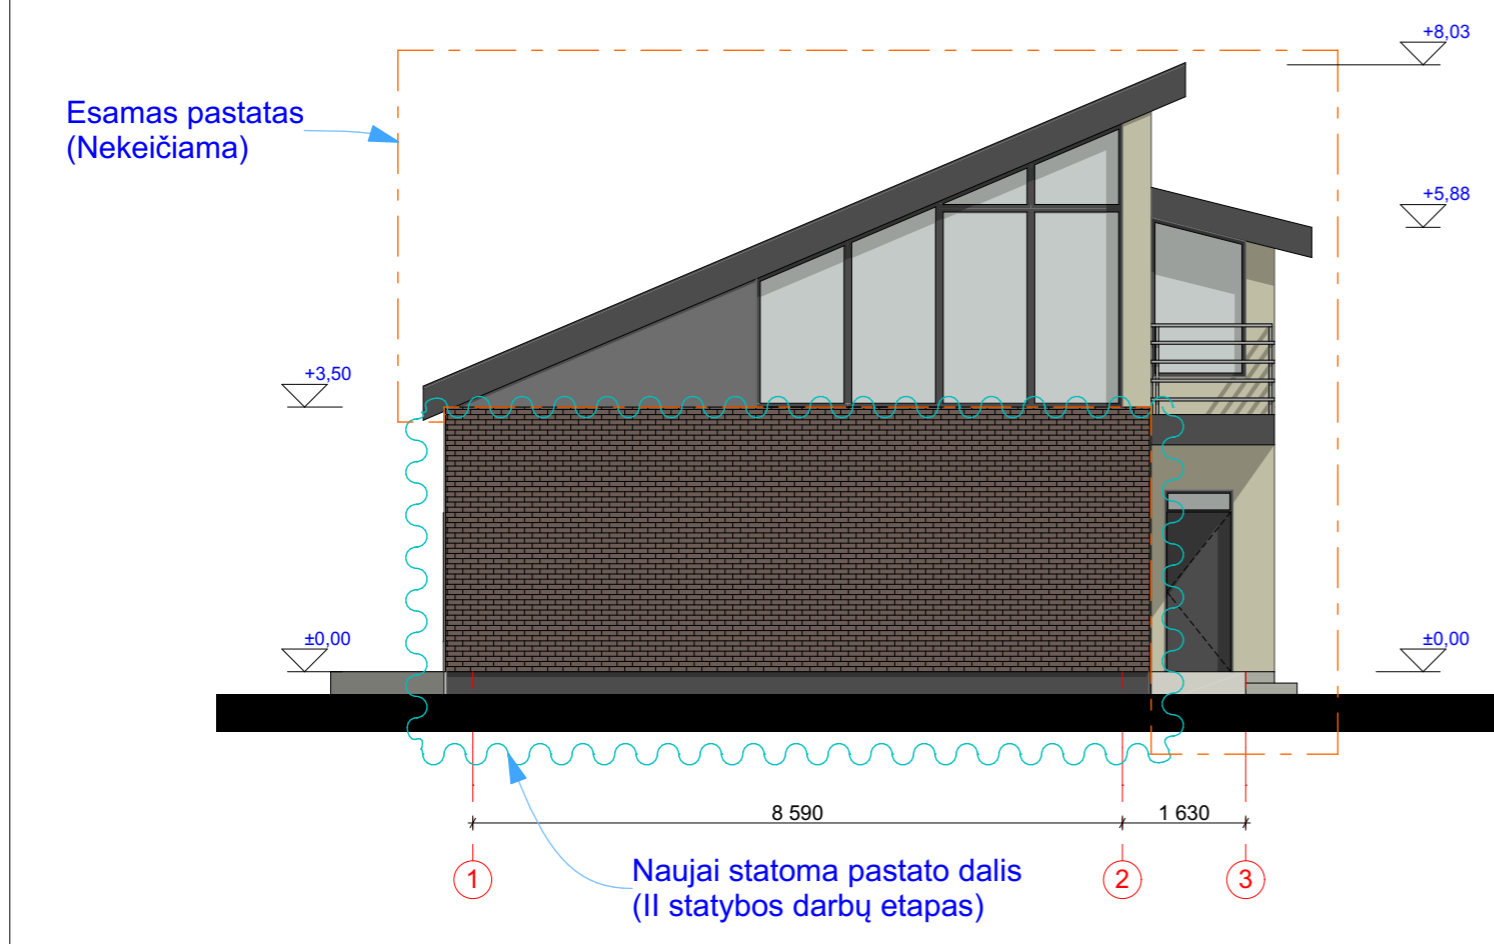 +8,03
Esamas pastatas
(Nekeičiama)
+5,88
+3,50
±0,00
±0,00
8 590
1 630
1
2
3
Naujai statoma pastato dalis
(II statybos darbų etapas)